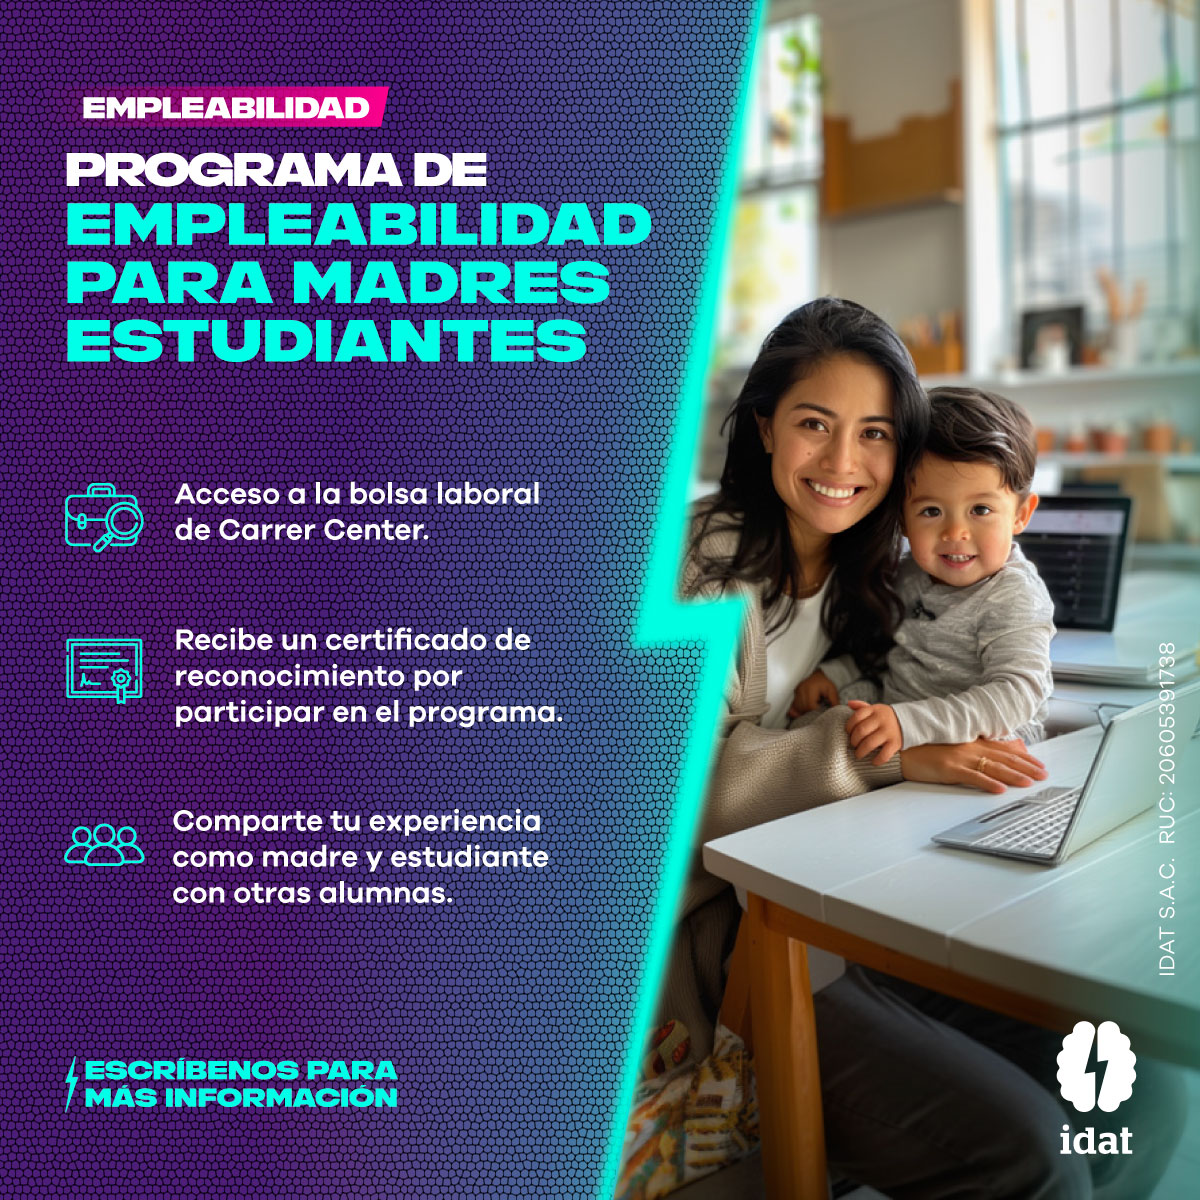 EMPLEABILIDAD
PROGRAMA DE
EMPLEABILIDAD
PARA MADRES
ESTUDIANTES
Acceso a la bolsa laboral
de Carrer Center.
Recibe un certificado de
reconocimiento por
participar en el programa.
Comparte tu experiencia
como madre y estudiante
con otras alumnas.
ESCRÍBENOS PARA
MÁS INFORMACIÓN
IDAT S.A.C. RUC: 20605391738
idat